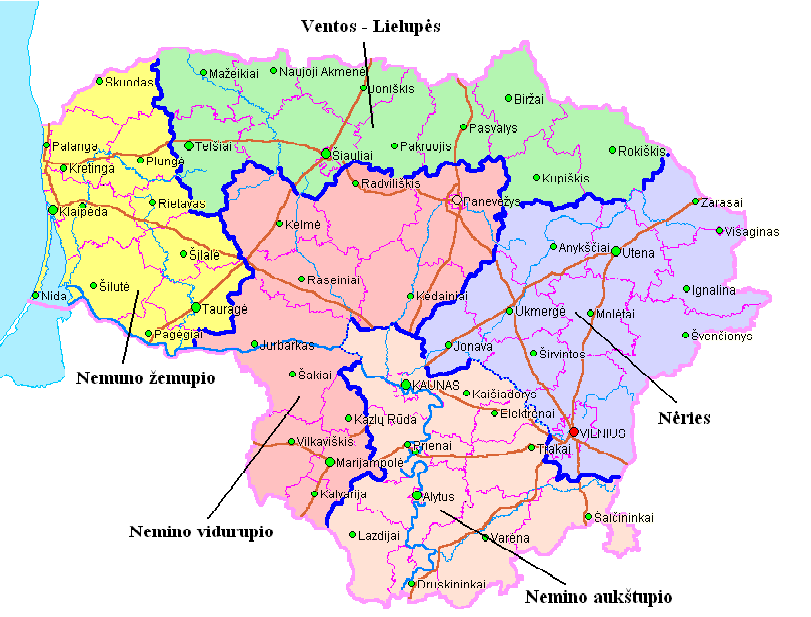 Ventos - Lielupės
Skuodas
Mažeikiai
Naujoji Akmenė
Joniškis
Biržai
Palanga
Kretinga
Plungė
Telšiai
Šiauliai
Pakruojis
Pasvalys
Rokiškis
Kupiškis
Radviliškis
Panevėžys
Zarasai
Visaginas
Klaipėda
Rietavas
Kelmė
Anykščiai
Utena
Šilalė
Raseiniai
Kėdainiai
Ignalina
Nida
Šilutė
Tauragė
Ukmergė
Molėtai
Pagėgiai
Jurbarkas
Jonava
Širvintos
Švenčionys
Nemuno žemupio
Šakiai
KAUNAS
Kaišiadorys
Elektrėnai
Nėries
Kazlų Rūda
Vilkaviškis
Prienai
Trakai
VILNIUS
Marijampolė
Kalvarija
Alytus
Šalčininkai
Nemino vidurupio
Lazdijai
Varėna
Druskininkai
Nemino aukštupio